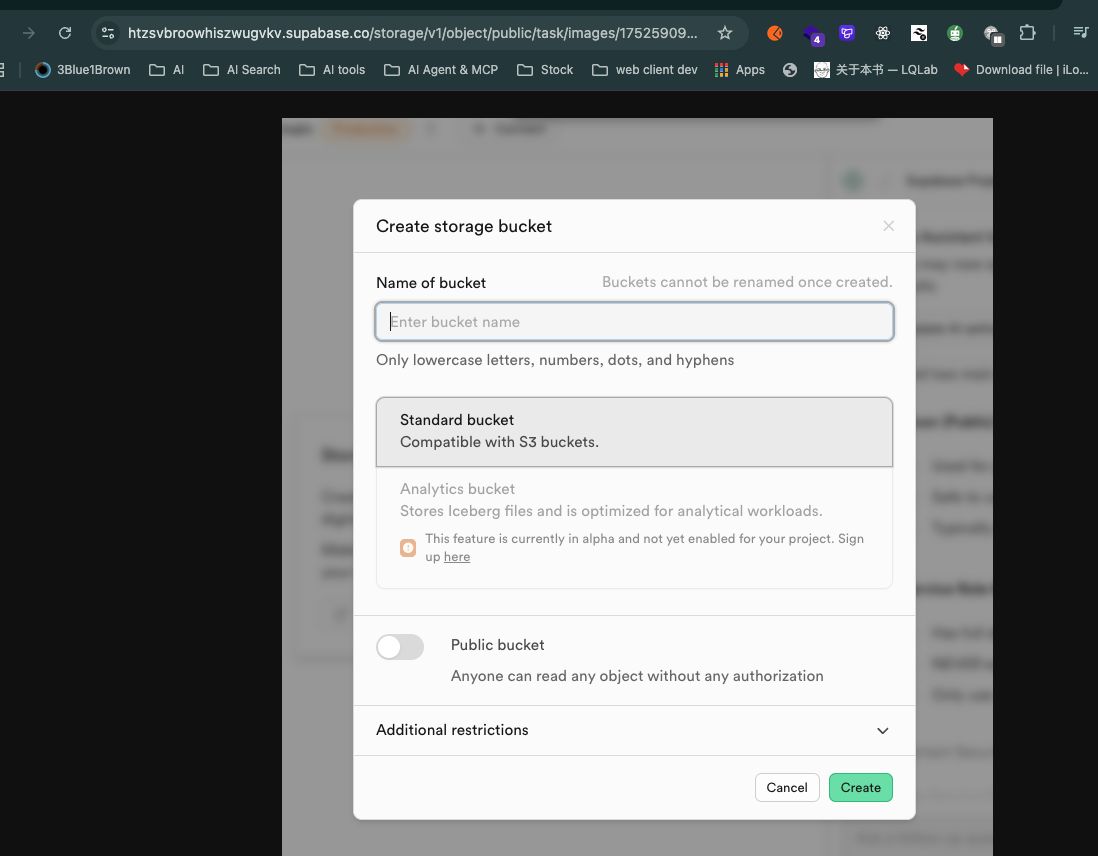 htzsvbroowhiszwugvkv.supabase.co/storage/v1/object/public/task/images/17525909...
4
3Blue1Brown
AI
AI Search
AI tools
AI Agent & MCP
Stock
web client dev
Apps
关于本书 — LQLab
Download file | iLo...
Create storage bucket
Name of bucket
Buckets cannot be renamed once created.
Enter bucket name
Only lowercase letters, numbers, dots, and hyphens
Standard bucket
Compatible with S3 buckets.
Analytics bucket
Stores Iceberg files and is optimized for analytical workloads.
This feature is currently in alpha and not yet enabled for your project. Sign
up here
Public bucket
Anyone can read any object without any authorization
Additional restrictions
Cancel
Create